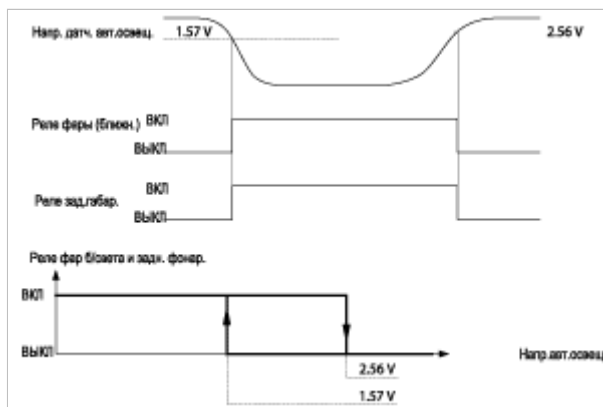 Напр. датч. авт.освещ.
1.57 V
2.56 V
Реле фары (ближн.)
ВКЛ
ВЫКЛ
ВКЛ
Реле зад.габар.
ВЫКЛ
Реле фар б/света и задн. фонар.
ВКЛ
ВЫКЛ
Напр.авт.освещ
2.56 V
1.57 V